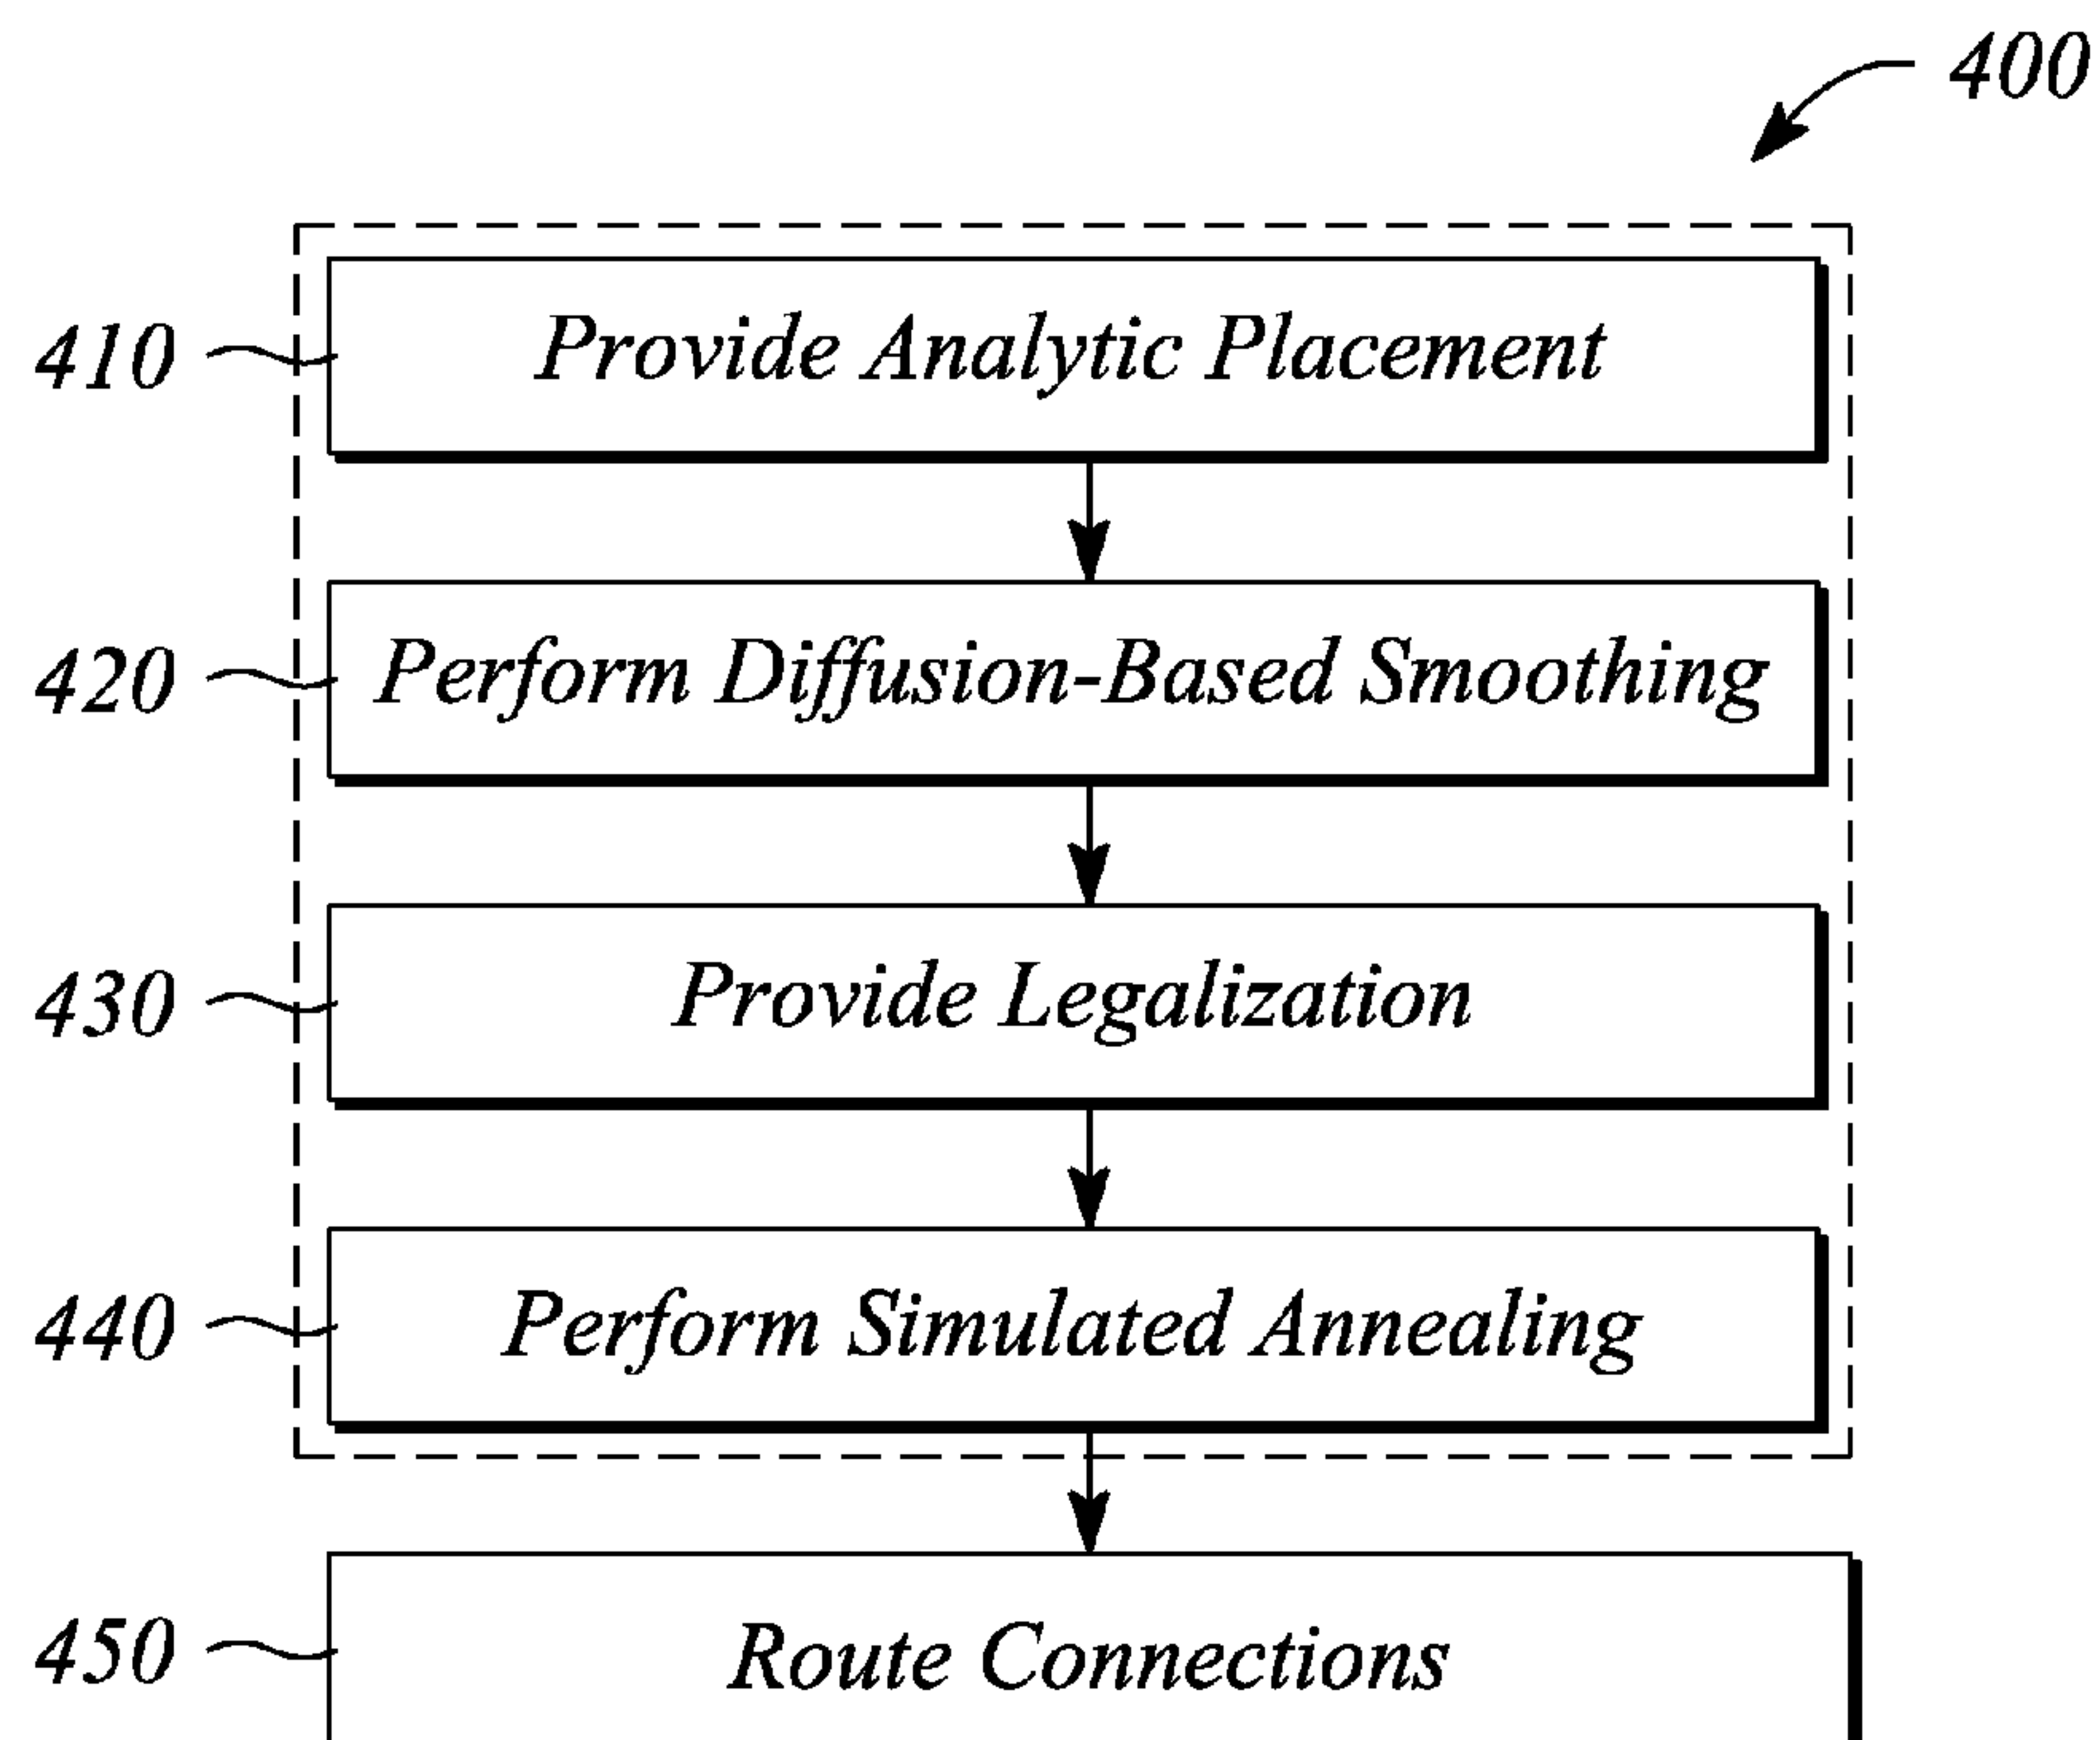 400
410 Provide Analytic Placement
420 Perform Diffusion-Based Smoothing
430 Provide Legalization
440 Perform Simulated Annealing
450 Route Connections